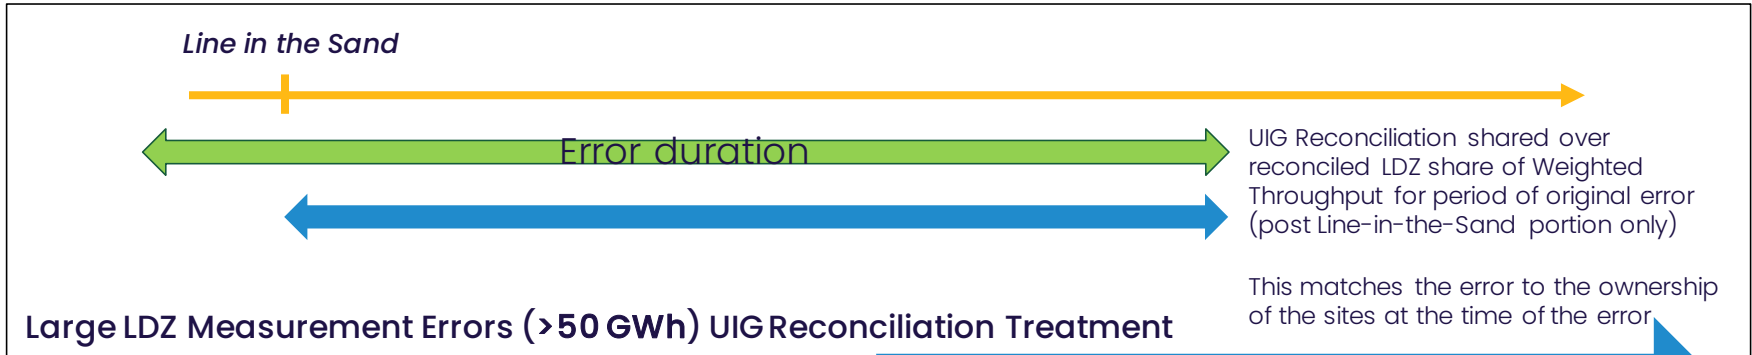 Line in the Sand
Error duration
UIG Reconciliation shared over
reconciled LDZ share of Weighted
Throughput for period of original error
(post Line-in-the-Sand portion only)
This matches the error to the ownership
of the sites at the time of the error
Large LDZ Measurement Errors (>50 GWh) UIG Reconciliation Treatment